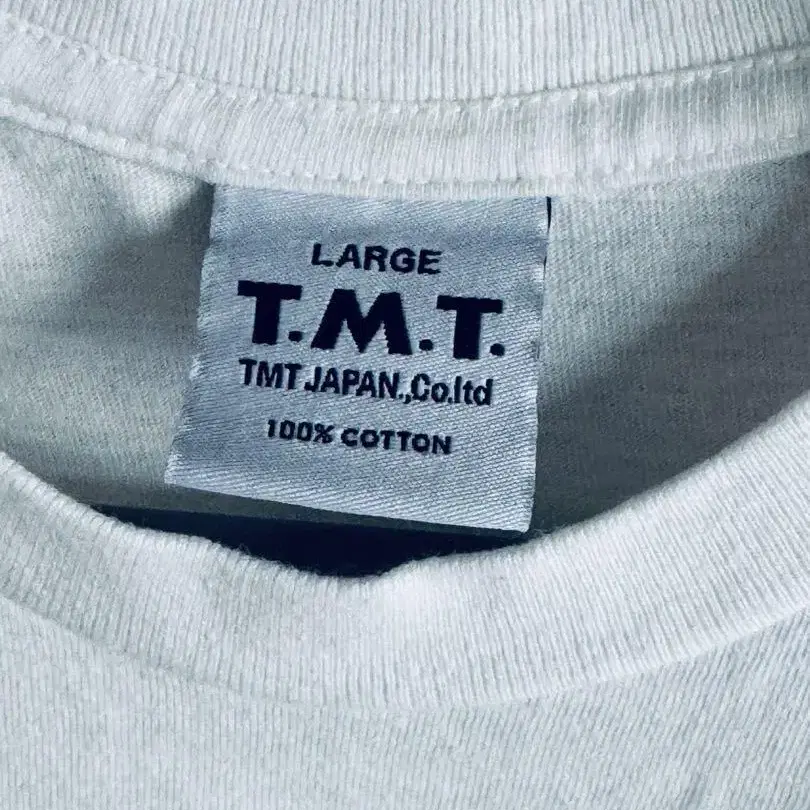 LARGE
T.M.T.
TMT JAPAN.,Co.ltd
100% COTTON